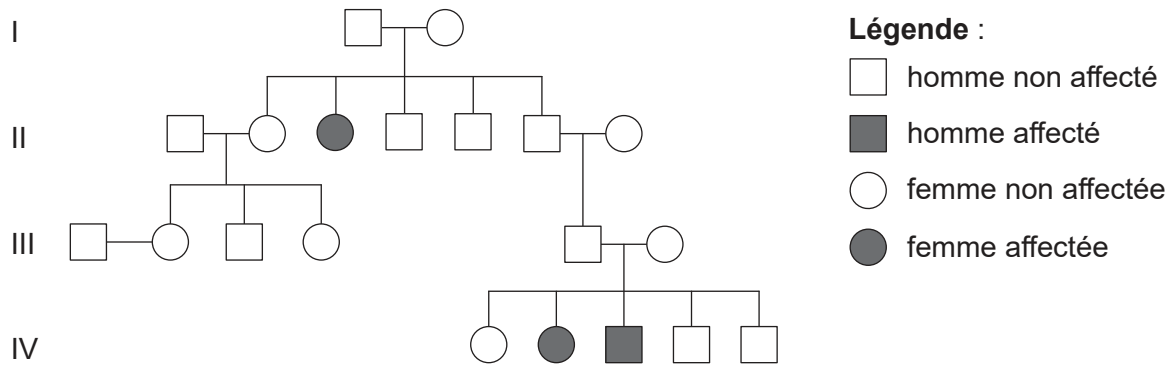 I
Légende :
homme non affecté
II
homme affecté
femme non affectée
III
femme affectée
IV